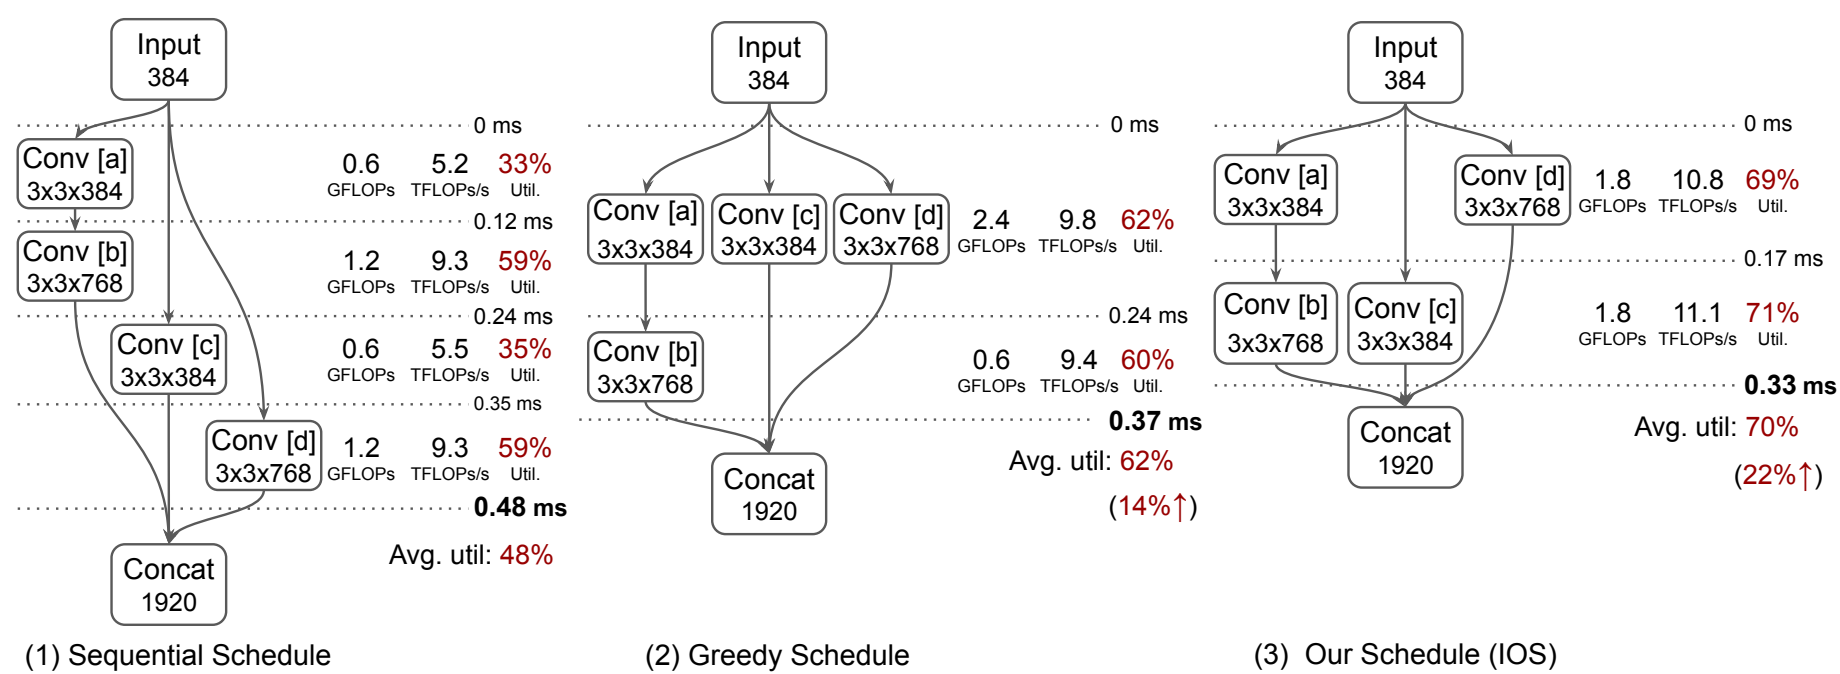 Input
384
0 ms
Conv [a]
3x3x384
0.6 5.2 33%
GFLOPs TFLOPs/s Util.
0.12 ms
Conv [b]
3x3x768
1.2 9.3 59%
GFLOPs TFLOPs/s Util.
0.24 ms
Conv [c]
3x3x384
0.6 5.5 35%
GFLOPs TFLOPs/s Util.
0.35 ms
Conv [d]
3x3x768
1.2 9.3 59%
GFLOPs TFLOPs/s Util.
0.48 ms
Avg. util: 48%
Concat
1920
(1) Sequential Schedule
Input
384
0 ms
Conv [a]
3x3x384
Conv [c]
3x3x384
Conv [d]
3x3x768
2.4 9.8 62%
GFLOPs TFLOPs/s Util.
0.24 ms
Conv [b]
3x3x768
0.6 9.4 60%
GFLOPs TFLOPs/s Util.
0.37 ms
Avg. util: 62%
(14%↑)
Concat
1920
(2) Greedy Schedule
Input
384
0 ms
Conv [a]
3x3x384
Conv [d]
3x3x768
1.8 10.8 69%
GFLOPs TFLOPs/s Util.
0.17 ms
Conv [b]
3x3x768
Conv [c]
3x3x384
1.8 11.1 71%
GFLOPs TFLOPs/s Util.
0.33 ms
Avg. util: 70%
(22%↑)
Concat
1920
(3) Our Schedule (IOS)